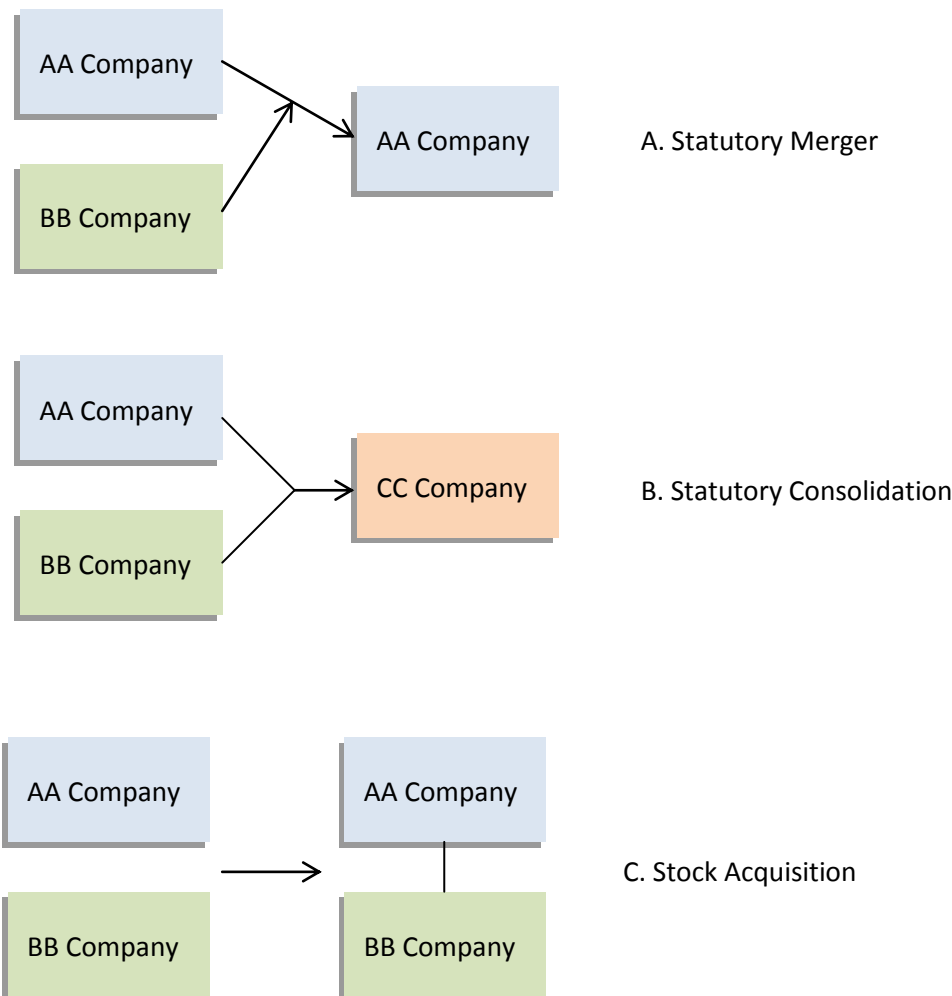 AA Company
BB Company
AA Company
A. Statutory Merger
AA Company
BB Company
CC Company
B. Statutory Consolidation
AA Company
BB Company
AA Company
BB Company
C. Stock Acquisition